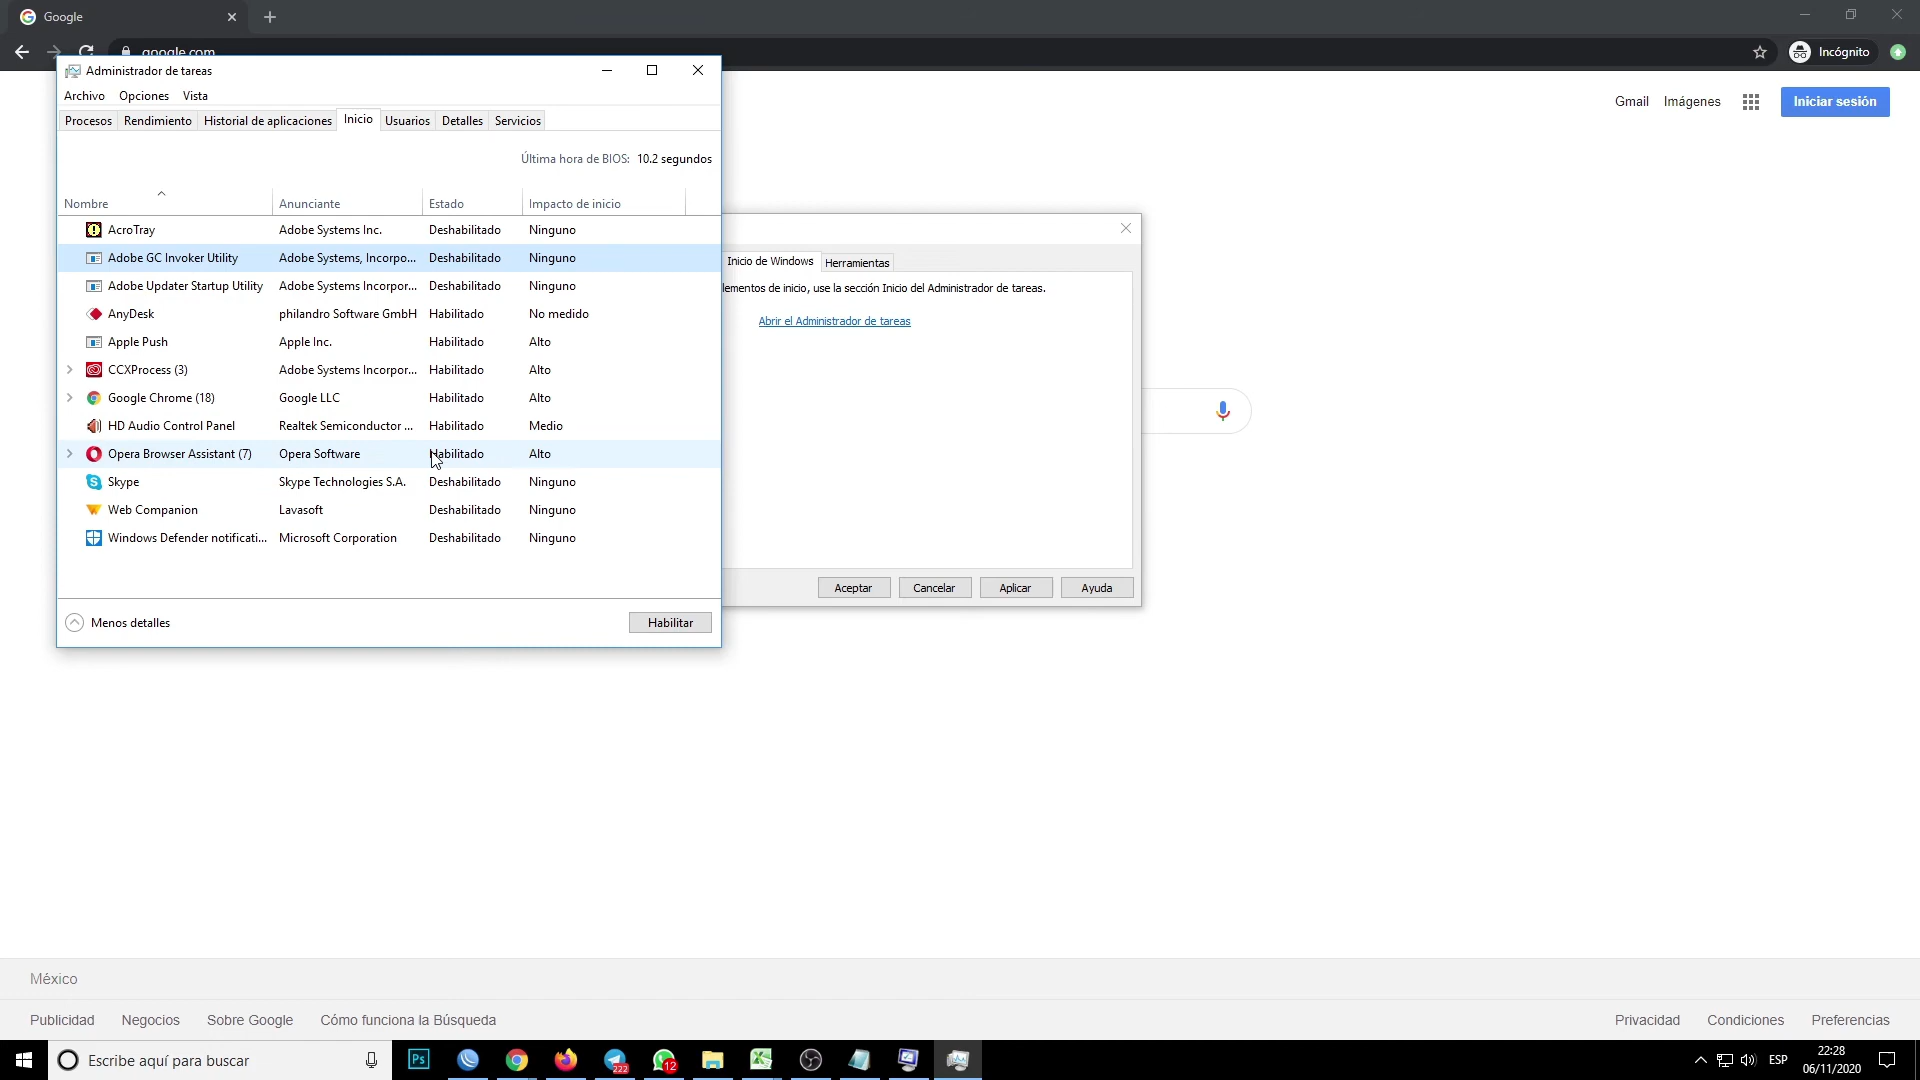 Google
google.com
Incógnito
Administrador de tareas
Archivo Opciones Vista
Procesos Rendimiento Historial de aplicaciones Inicio Usuarios Detalles Servicios
Última hora de BIOS: 10.2 segundos
Nombre Anunciante Estado Impacto de inicio
AcroTray Adobe Systems Inc. Deshabilitado Ninguno
Adobe GC Invoker Utility Adobe Systems, Incorpo... Deshabilitado Ninguno
Adobe Updater Startup Utility Adobe Systems Incorpor... Deshabilitado Ninguno
AnyDesk philandro Software GmbH Habilitado No medido
Apple Push Apple Inc. Habilitado Alto
CCXProcess (3) Adobe Systems Incorpor... Habilitado Alto
Google Chrome (18) Google LLC Habilitado Alto
HD Audio Control Panel Realtek Semiconductor ... Habilitado Medio
Opera Browser Assistant (7) Opera Software Habilitado Alto
Skype Skype Technologies S.A. Deshabilitado Ninguno
Web Companion Lavasoft Deshabilitado Ninguno
Windows Defender notificati... Microsoft Corporation Deshabilitado Ninguno
Menos detalles Habilitar
Gmail Imágenes Iniciar sesión
Inicio de Windows Herramientas
lementos de inicio, use la sección Inicio del Administrador de tareas.
Abrir el Administrador de tareas
Aceptar Cancelar Aplicar Ayuda
México
Publicidad Negocios Sobre Google Cómo funciona la Búsqueda Privacidad Condiciones Preferencias
Escribe aquí para buscar
Ps
222
12
ESP
22:28
06/11/2020